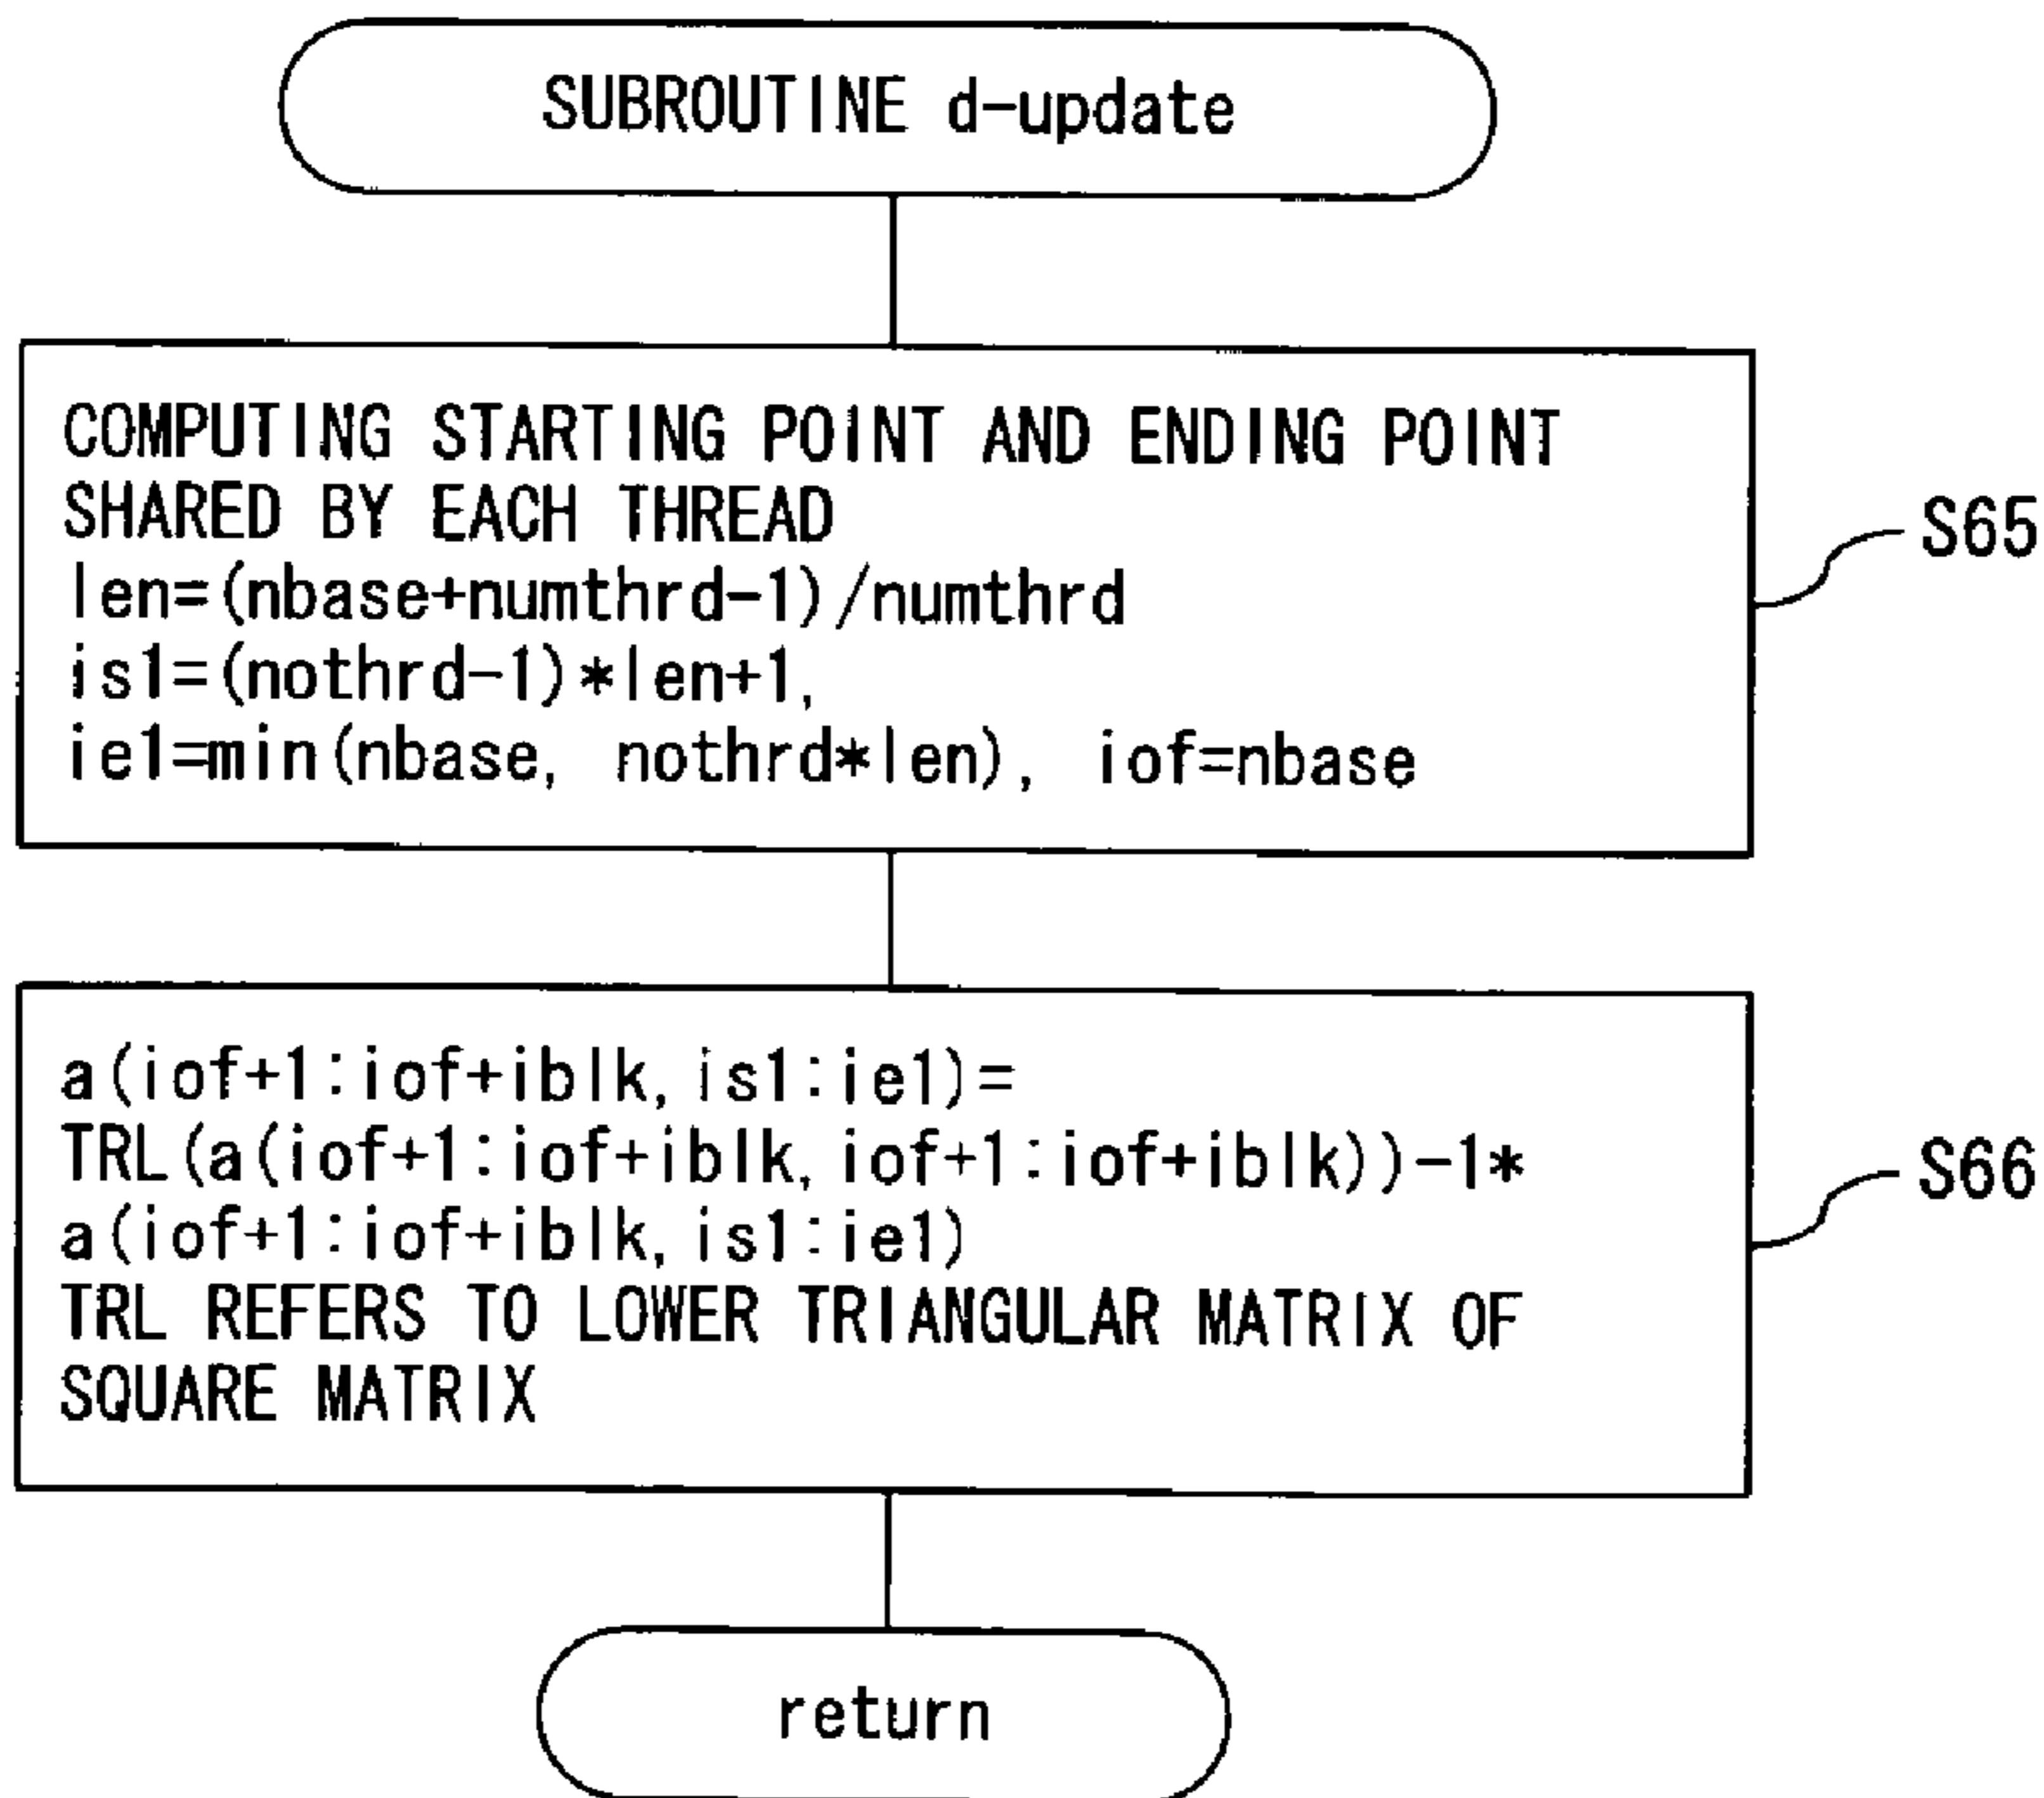 SUBROUTINE d-update
COMPUTING STARTING POINT AND ENDING POINT
SHARED BY EACH THREAD
len=(nbase+numthrd-1)/numthrd
is1=(nothrd-1)*len+1,
ie1=min(nbase, nothrd*len), iof=nbase
S65
a(iof+1:iof+iblk,is1:ie1)=
TRL(a(iof+1:iof+iblk,iof+1:iof+iblk))-1*
a(iof+1:iof+iblk,is1:ie1)
TRL REFERS TO LOWER TRIANGULAR MATRIX OF
SQUARE MATRIX
S66
return